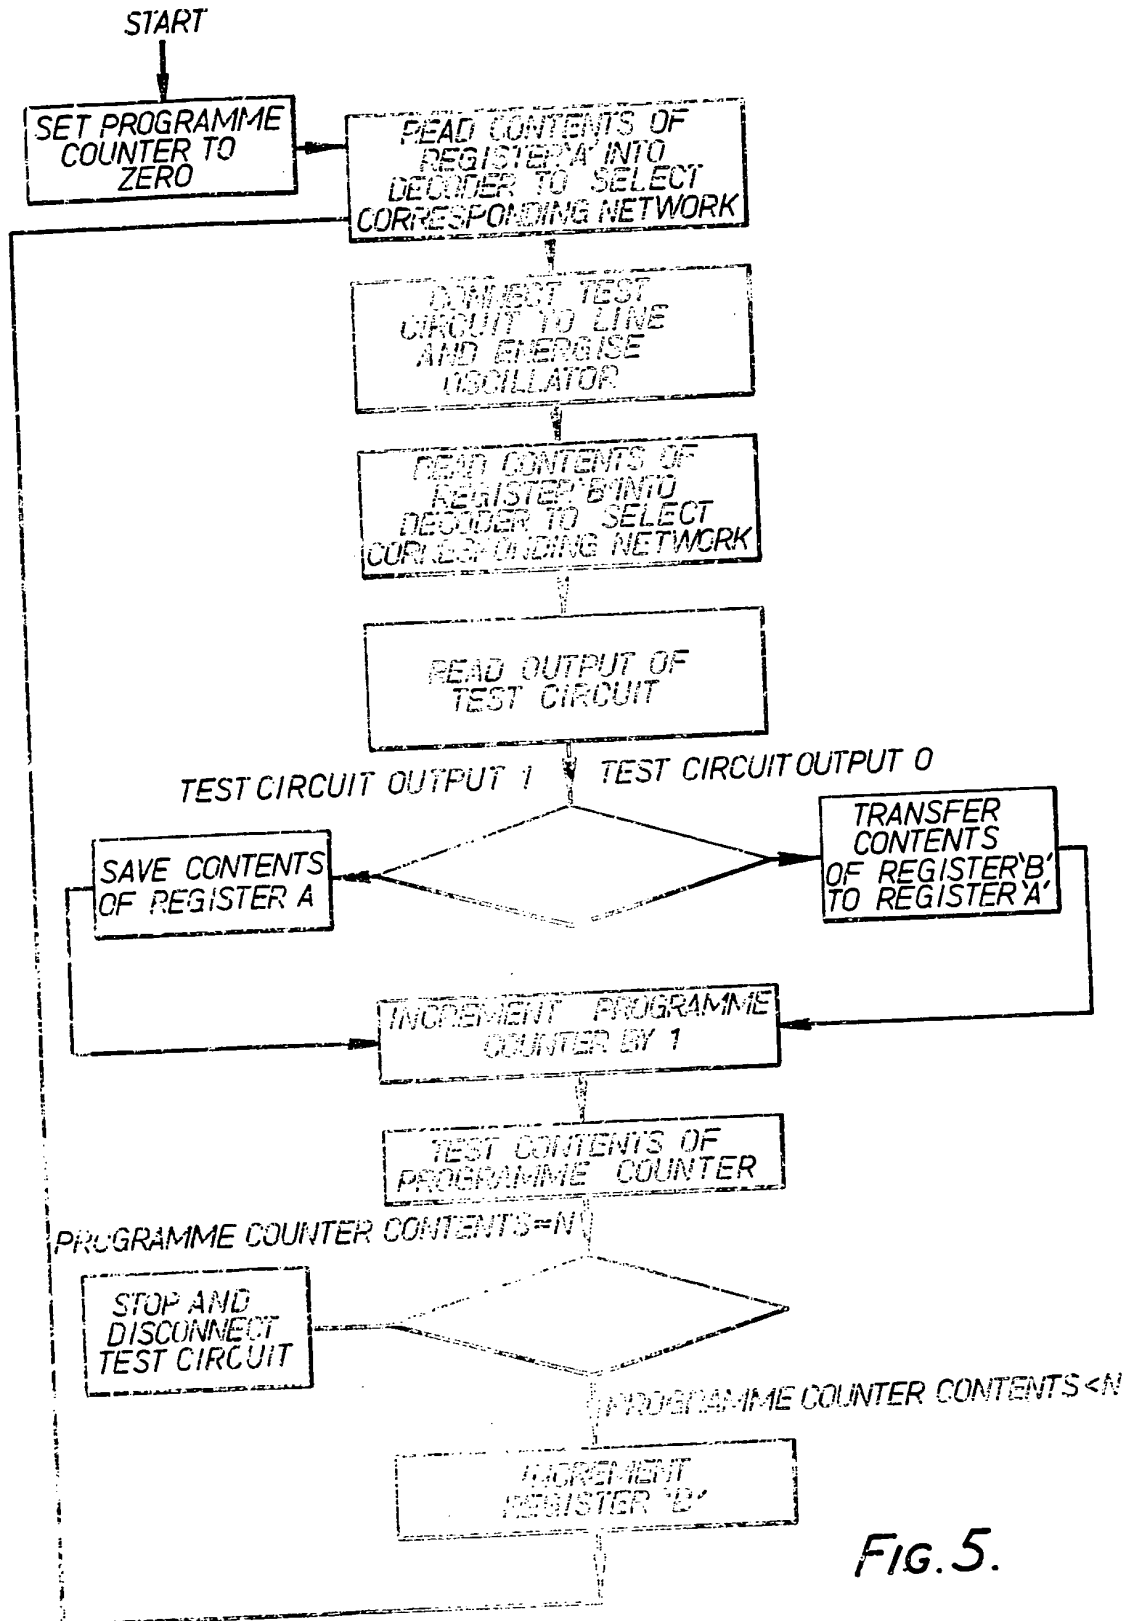 START
SET PROGRAMME
COUNTER TO
ZERO
READ CONTENTS OF
REGISTER 'A' INTO
DECODER TO SELECT
CORRESPONDING NETWORK
CONNECT TEST
CIRCUIT TO LINE
AND ENERGISE
OSCILLATOR
READ CONTENTS OF
REGISTER 'B' INTO
DECODER TO SELECT
CORRESPONDING NETWORK
READ OUTPUT OF
TEST CIRCUIT
TEST CIRCUIT OUTPUT 1
TEST CIRCUIT OUTPUT 0
SAVE CONTENTS
OF REGISTER A
TRANSFER
CONTENTS
OF REGISTER 'B'
TO REGISTER 'A'
INCREMENT PROGRAMME
COUNTER BY 1
TEST CONTENTS OF
PROGRAMME COUNTER
PROGRAMME COUNTER CONTENTS=N
STOP AND
DISCONNECT
TEST CIRCUIT
PROGRAMME COUNTER CONTENTS<N
INCREMENT
REGISTER 'B'
FIG. 5.